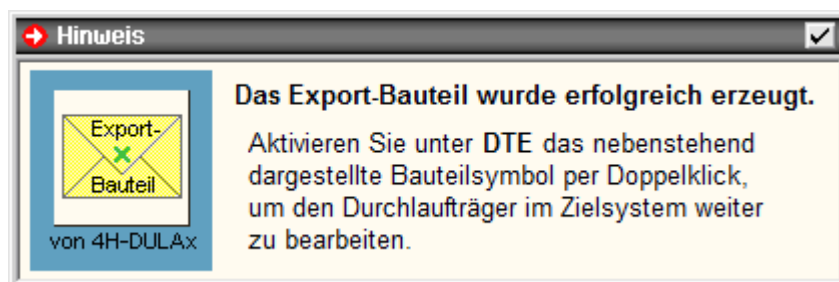 Hinweis
Export-
Bauteil
von 4H-DULAx
Das Export-Bauteil wurde erfolgreich erzeugt.
Aktivieren Sie unter DTE das nebenstehend
dargestellte Bauteilsymbol per Doppelklick,
um den Durchlaufträger im Zielsystem weiter
zu bearbeiten.